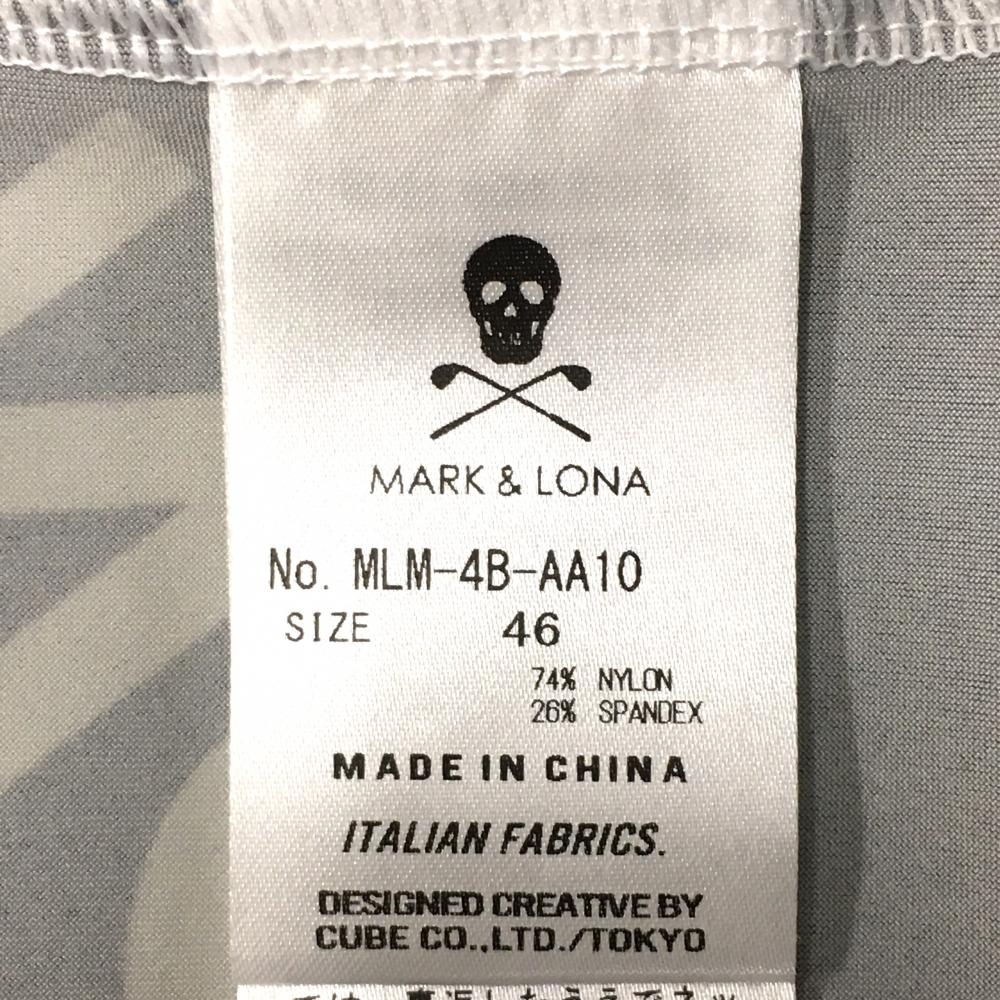 MARK & LONA
No. MLM-4B-AA10
SIZE 46
74% NYLON
26% SPANDEX
MADE IN CHINA
ITALIAN FABRICS.
DESIGNED CREATIVE BY
CUBE CO.,LTD./TOKYO